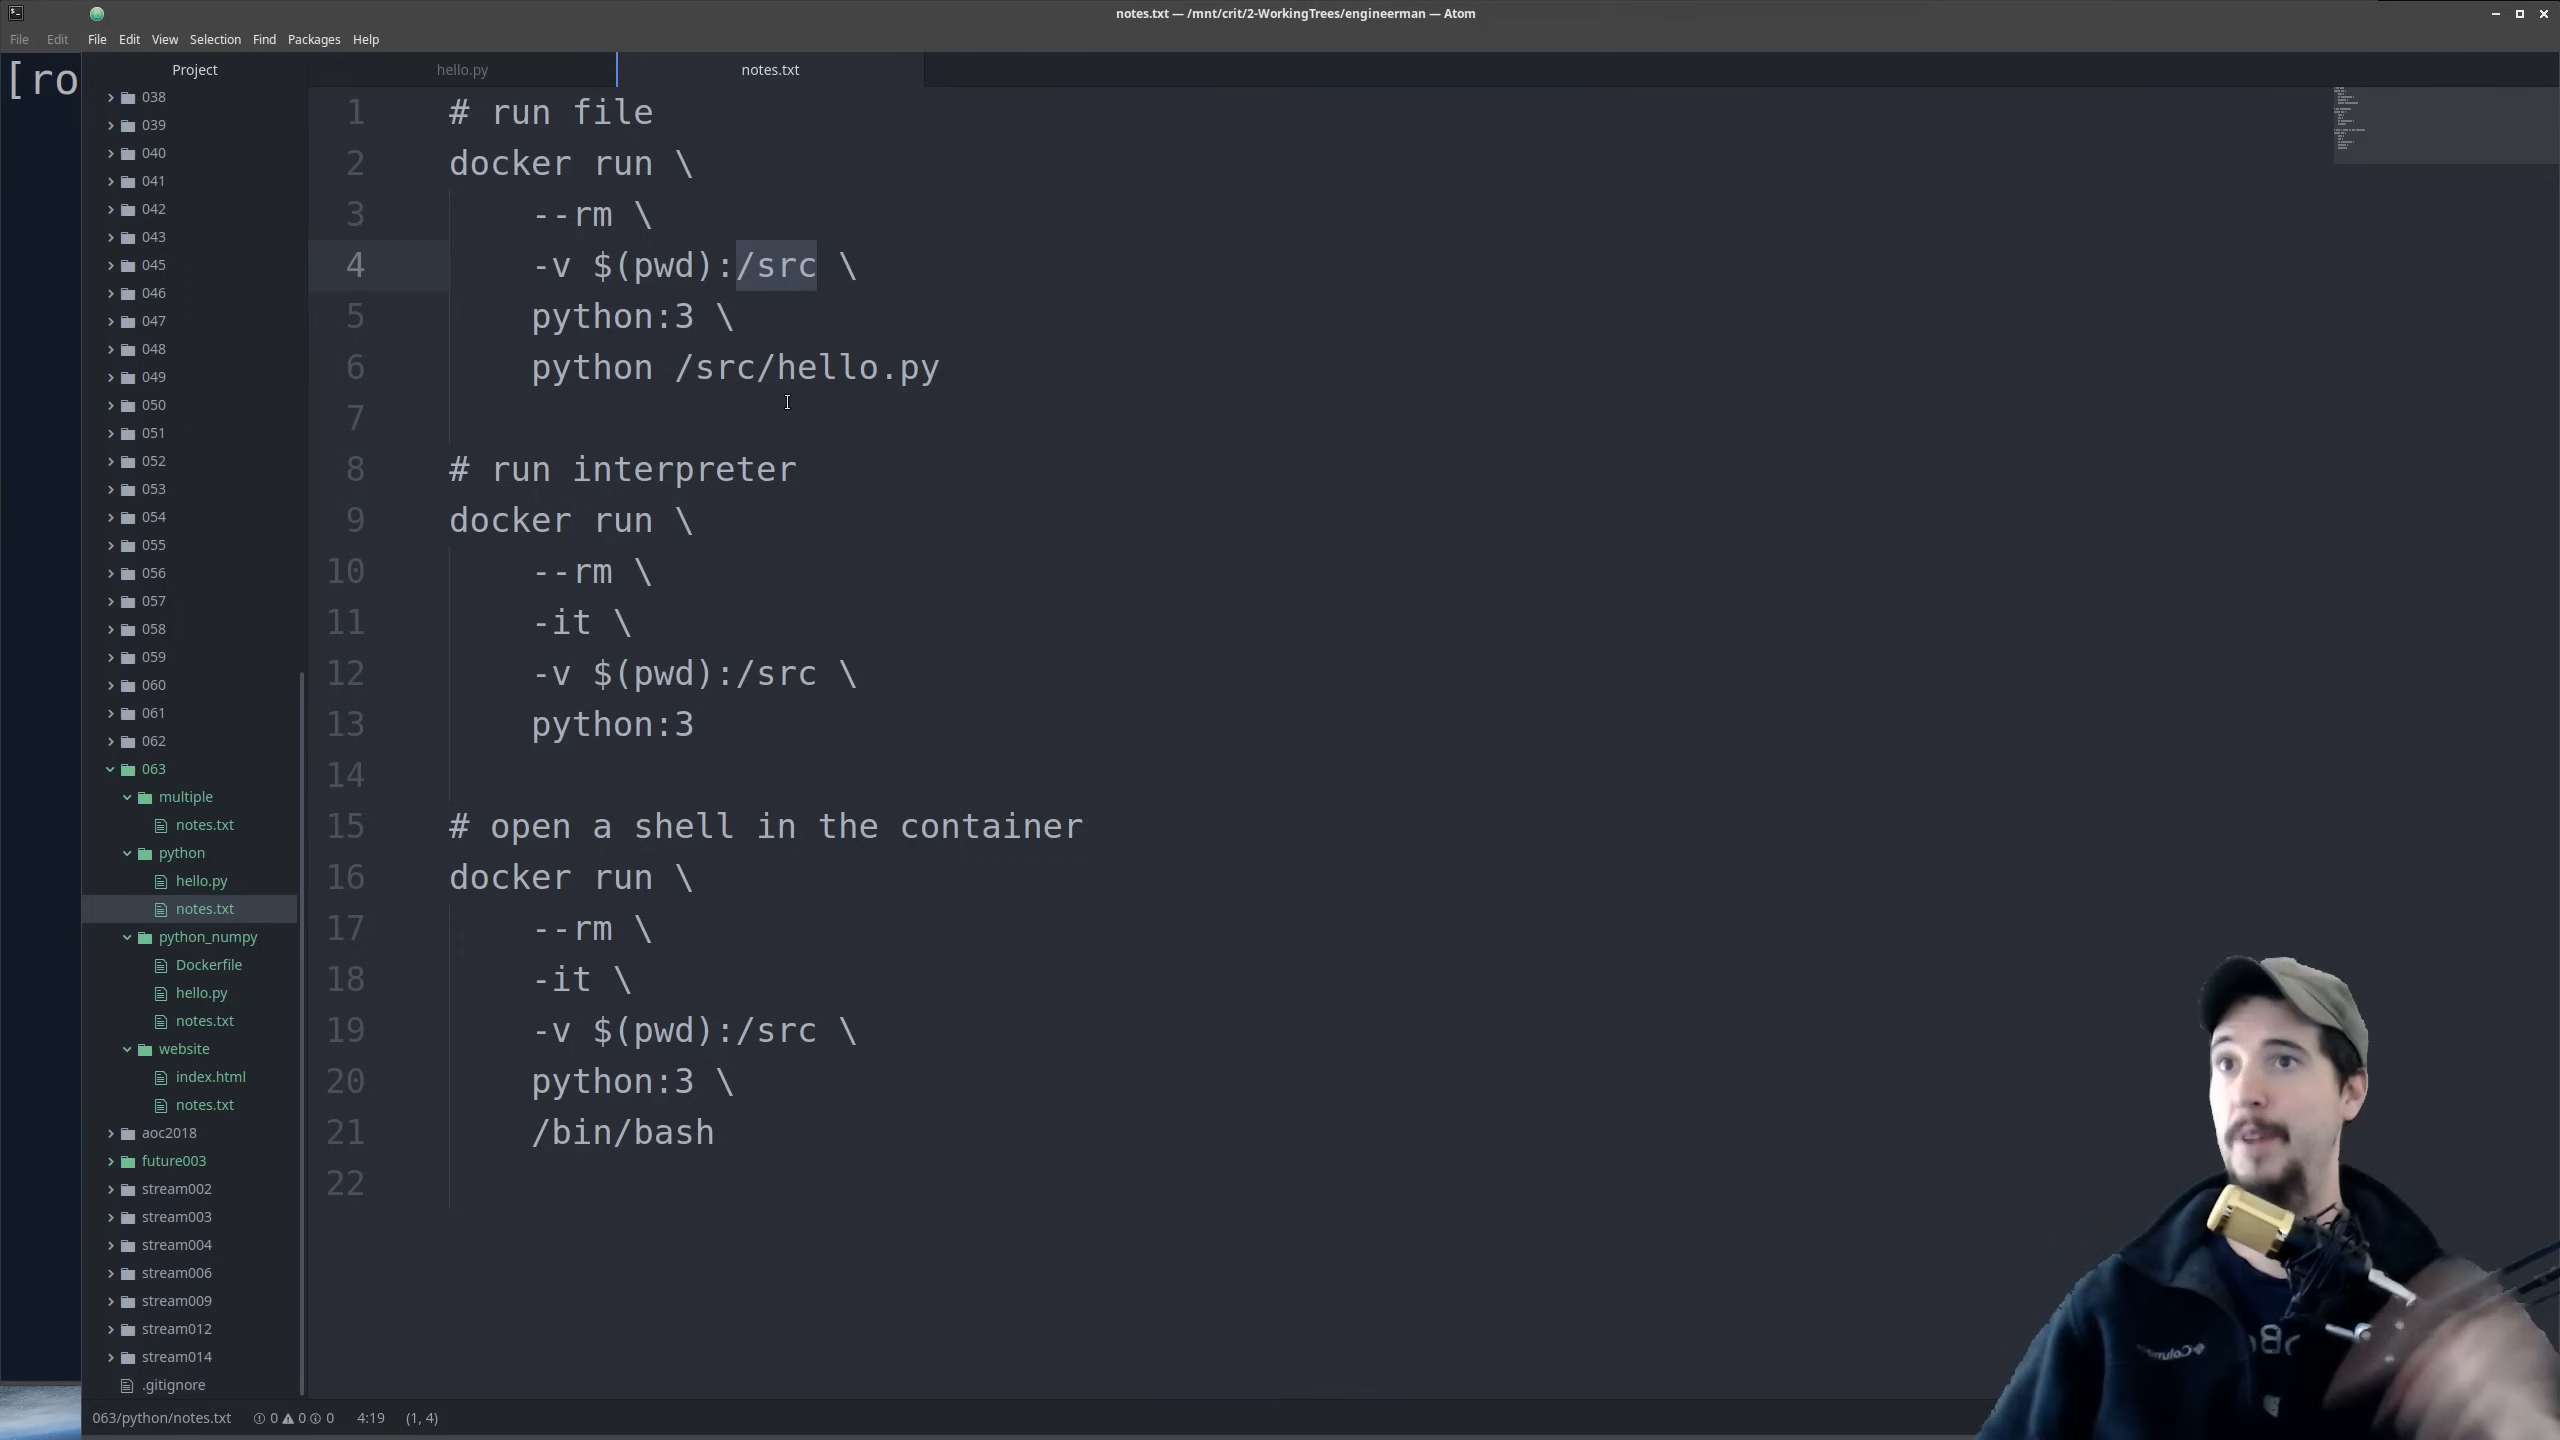 notes.txt — /mnt/crit/2-WorkingTrees/engineerman — Atom
File Edit File Edit View Selection Find Packages Help
[ro
Project
hello.py
notes.txt
038
039
040
041
042
043
045
046
047
048
049
050
051
052
053
054
055
056
057
058
059
060
061
062
063
multiple
notes.txt
python
hello.py
notes.txt
python_numpy
Dockerfile
hello.py
notes.txt
website
index.html
notes.txt
aoc2018
future003
stream002
stream003
stream004
stream006
stream009
stream012
stream014
.gitignore
1 # run file
2 docker run \
3 --rm \
4 -v $(pwd):/src \
5 python:3 \
6 python /src/hello.py
7
8 # run interpreter
9 docker run \
10 --rm \
11 -it \
12 -v $(pwd):/src \
13 python:3
14
15 # open a shell in the container
16 docker run \
17 --rm \
18 -it \
19 -v $(pwd):/src \
20 python:3 \
21 /bin/bash
22
063/python/notes.txt 0 0 0 4:19 (1, 4)